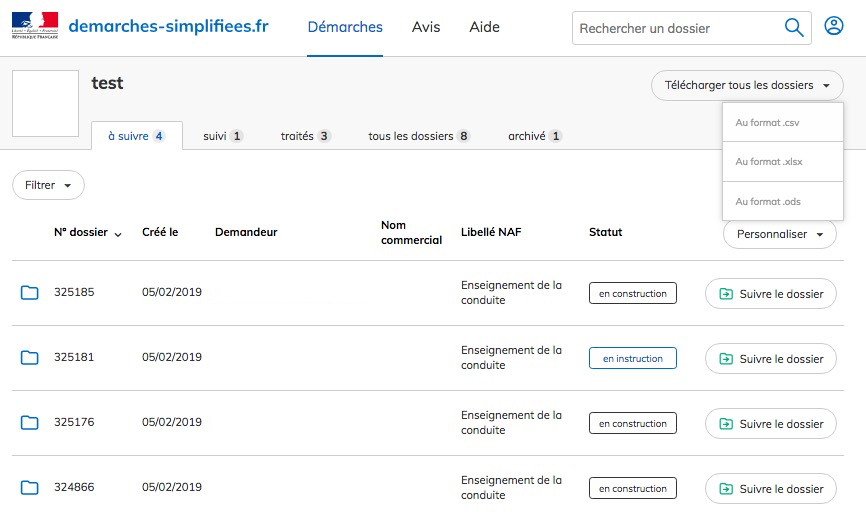 demarches-simplifiees.fr Démarches Avis Aide Rechercher un dossier
RÉPUBLIQUE FRANÇAISE
test
Télécharger tous les dossiers
Au format .csv
à suivre 4 suivi 1 traités 3 tous les dossiers 8 archivé 1
Au format .xlsx
Filtrer
Au format .ods
N° dossier Créé le Demandeur Nom commercial Libellé NAF Statut Personnaliser
325185 05/02/2019 Enseignement de la
conduite en construction Suivre le dossier
325181 05/02/2019 Enseignement de la
conduite en instruction Suivre le dossier
325176 05/02/2019 Enseignement de la
conduite en construction Suivre le dossier
324866 05/02/2019 Enseignement de la
conduite en construction Suivre le dossier